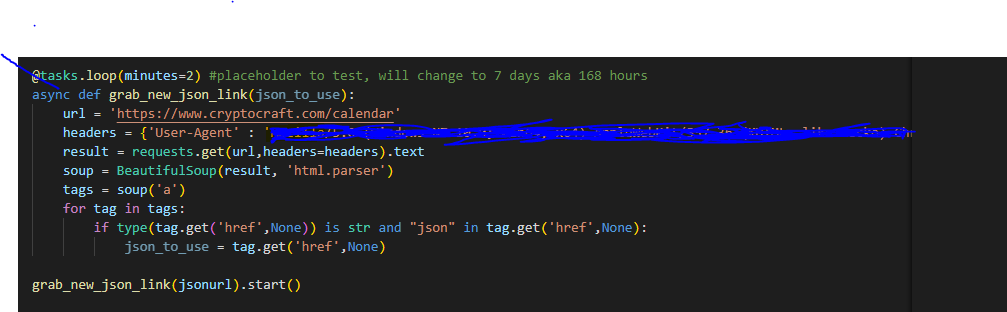 @tasks.loop(minutes=2) #placeholder to test, will change to 7 days aka 168 hours
async def grab_new_json_link(json_to_use):
    url = 'https://www.cryptocraft.com/calendar'
    headers = {'User-Agent' : '
    result = requests.get(url,headers=headers).text
    soup = BeautifulSoup(result, 'html.parser')
    tags = soup('a')
    for tag in tags:
        if type(tag.get('href',None)) is str and "json" in tag.get('href',None):
            json_to_use = tag.get('href',None)
grab_new_json_link(jsonurl).start()